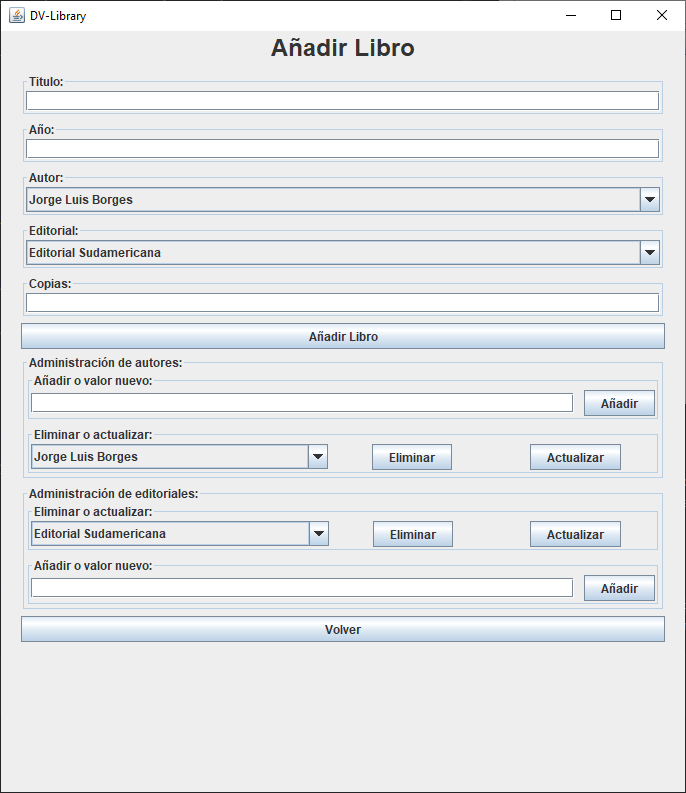 DV-Library
Añadir Libro
Titulo:
Año:
Autor:
Jorge Luis Borges
Editorial:
Editorial Sudamericana
Copias:
Añadir Libro
Administración de autores:
Añadir o valor nuevo:
Añadir
Eliminar o actualizar:
Jorge Luis Borges Eliminar Actualizar
Administración de editoriales:
Eliminar o actualizar:
Editorial Sudamericana Eliminar Actualizar
Añadir o valor nuevo:
Añadir
Volver